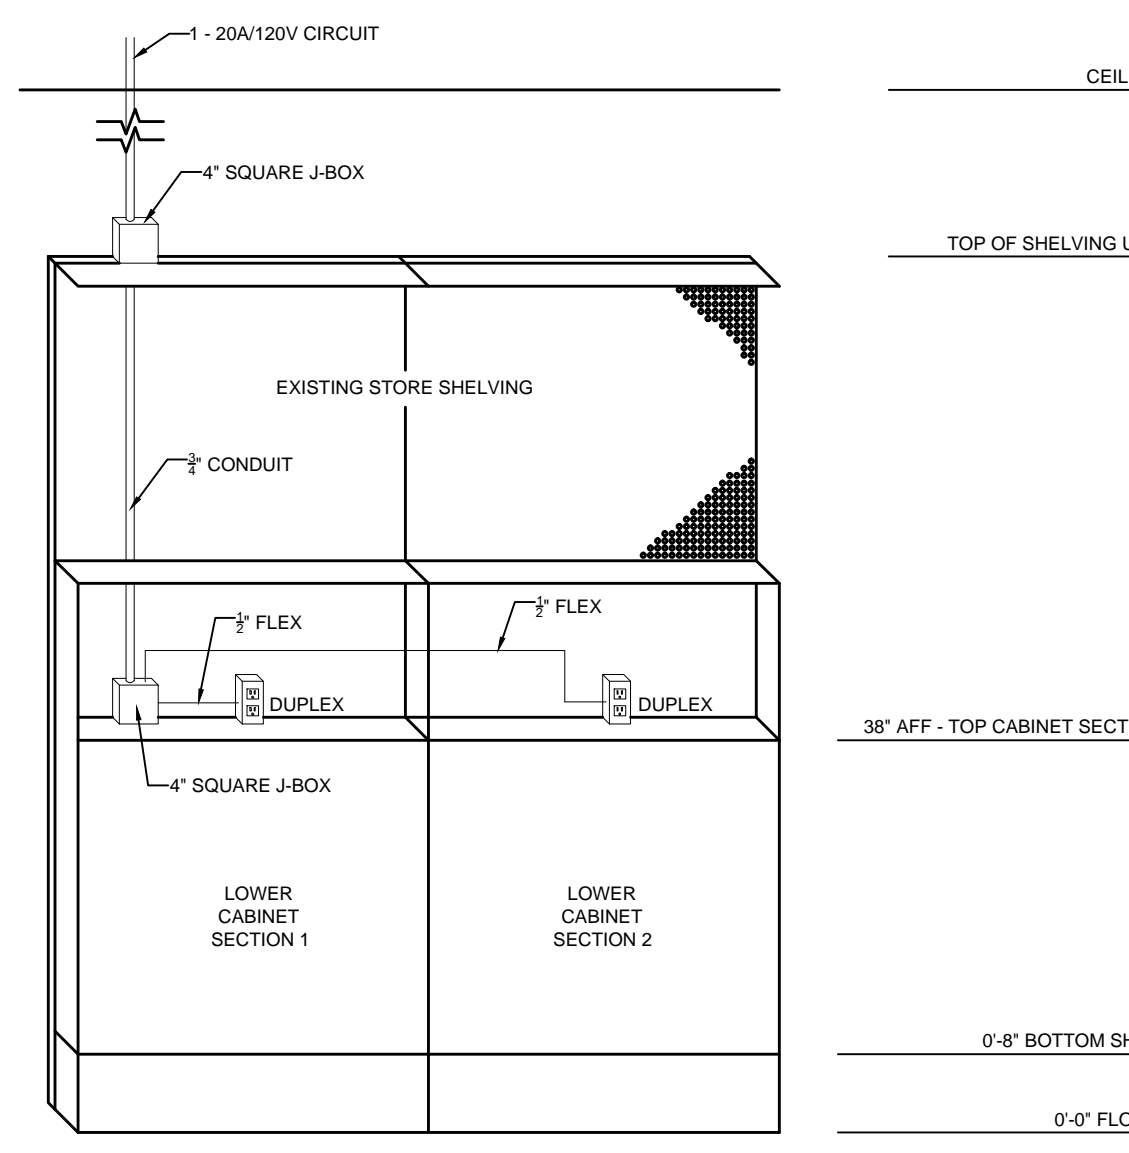 1 - 20A/120V CIRCUIT
CEIL
4" SQUARE J-BOX
TOP OF SHELVING U
EXISTING STORE SHELVING
3/4" CONDUIT
1/2" FLEX
1/2" FLEX
DUPLEX
DUPLEX
38" AFF - TOP CABINET SECT
4" SQUARE J-BOX
LOWER
CABINET
SECTION 1
LOWER
CABINET
SECTION 2
0'-8" BOTTOM SH
0'-0" FLO